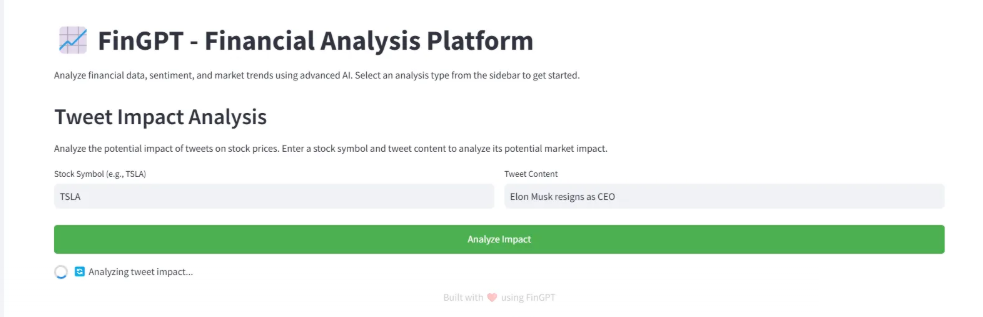 FinGPT - Financial Analysis Platform
Analyze financial data, sentiment, and market trends using advanced AI. Select an analysis type from the sidebar to get started.
Tweet Impact Analysis
Analyze the potential impact of tweets on stock prices. Enter a stock symbol and tweet content to analyze its potential market impact.
Stock Symbol (e.g., TSLA)
TSLA
Tweet Content
Elon Musk resigns as CEO
Analyze Impact
Analyzing tweet impact...
Built with ❤️ using FinGPT